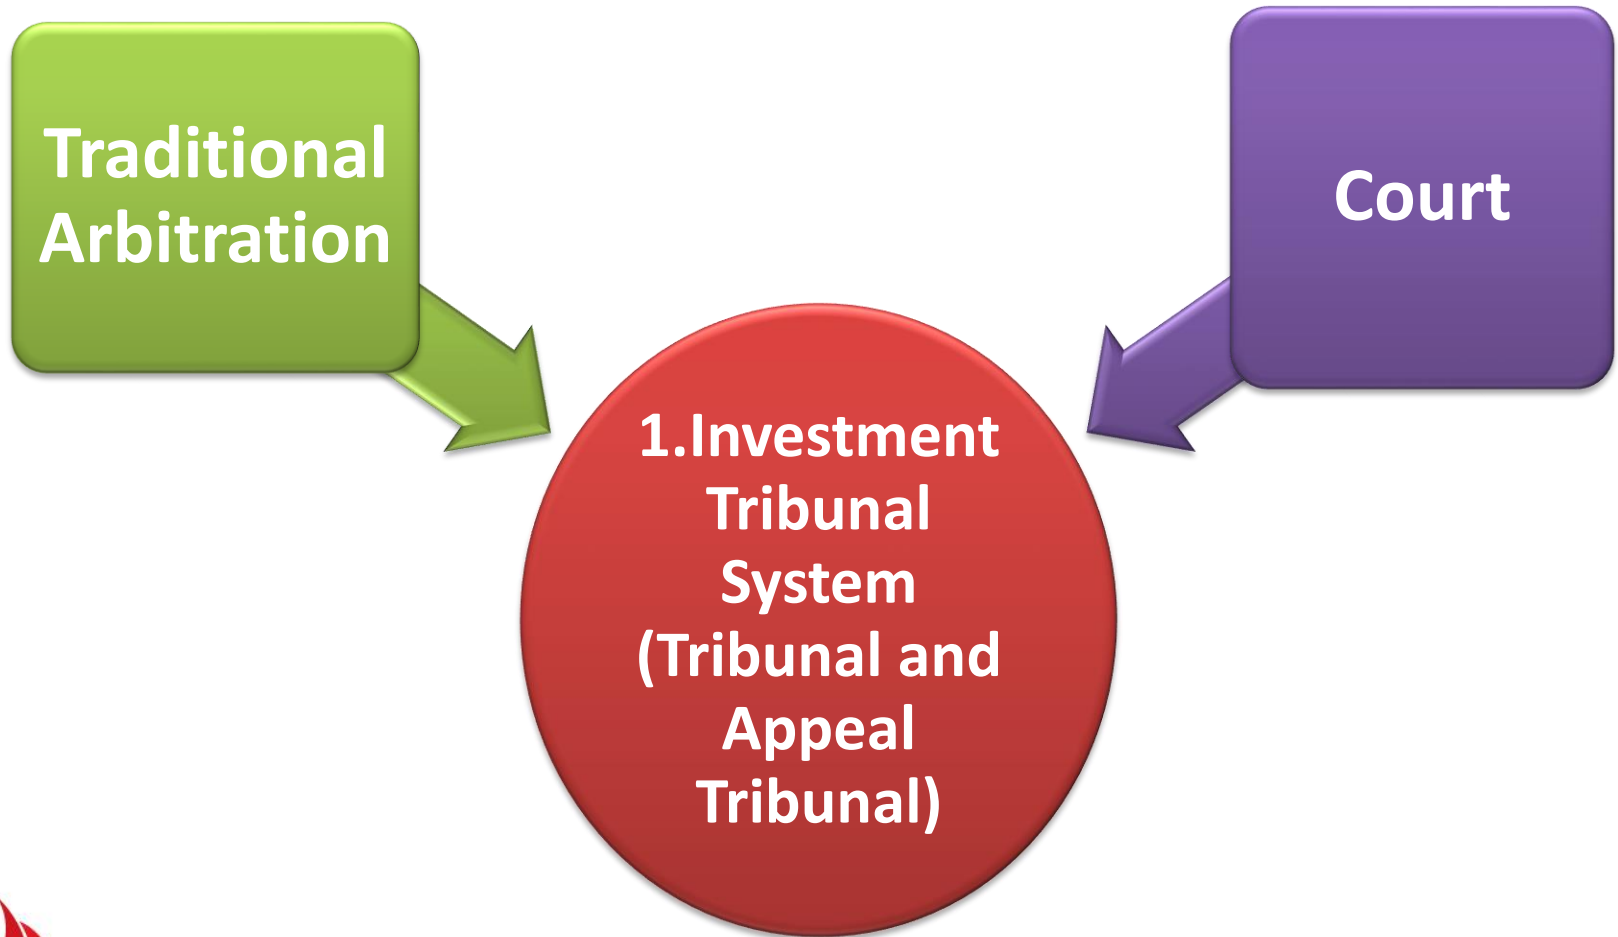 Traditional
Arbitration
Court
1.Investment
Tribunal
System
(Tribunal and
Appeal
Tribunal)